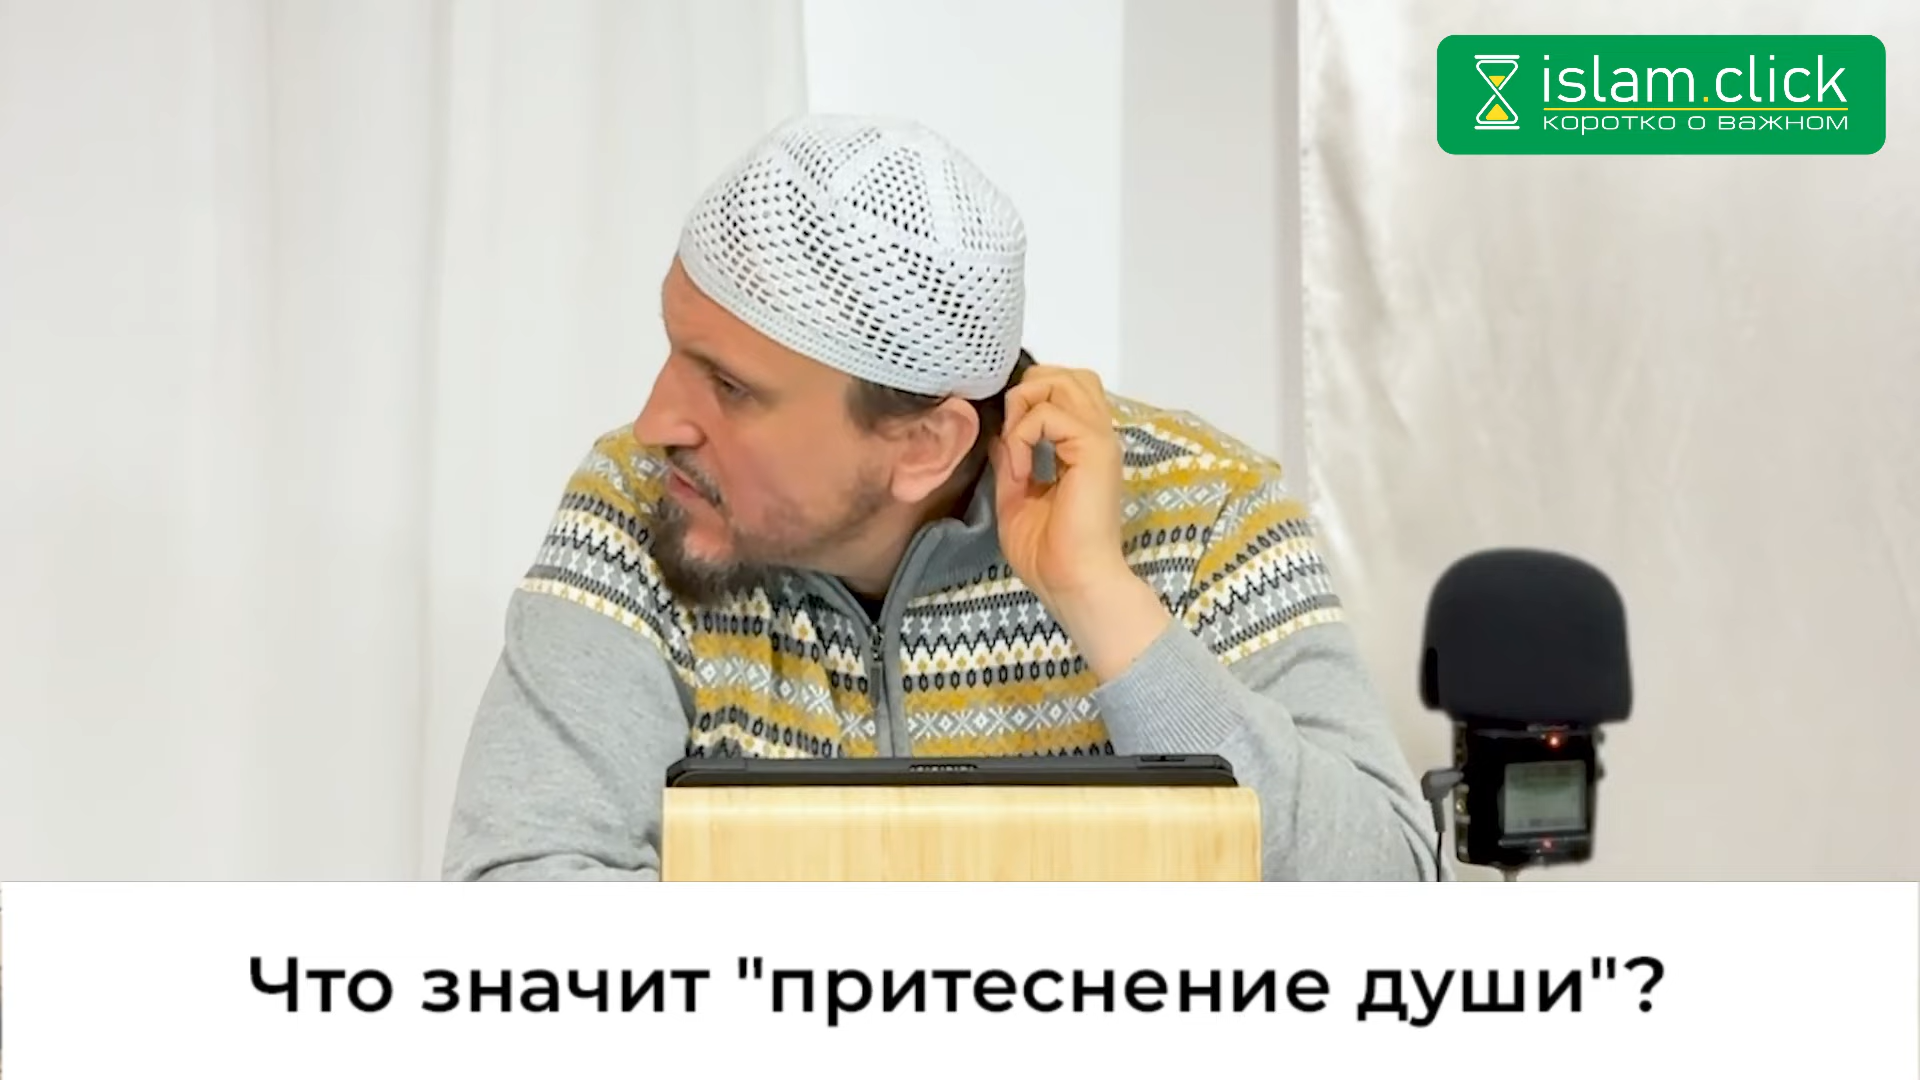 islam.click
коротко о важном
Что значит "притеснение души"?